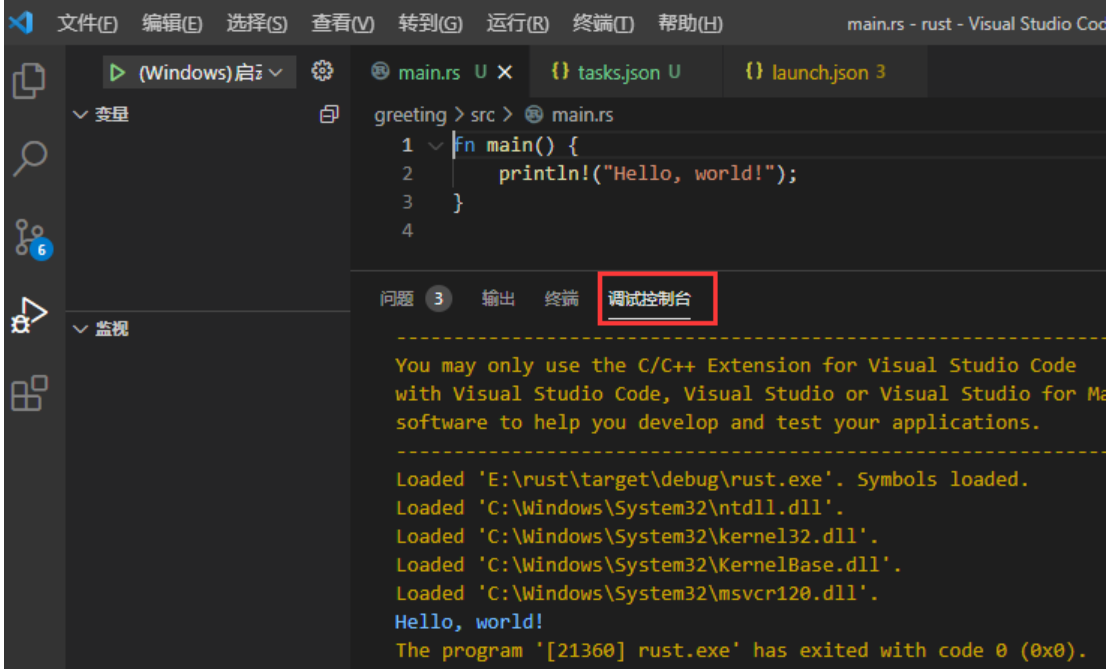 文件(F) 编辑(E) 选择(S) 查看(V) 转到(G) 运行(R) 终端(T) 帮助(H) main.rs - rust - Visual Studio Cod
(Windows) 启 main.rs U {} tasks.json U {} launch.json 3
变量
greeting > src > main.rs
1 fn main() {
2 println!("Hello, world!");
3 }
4
6
问题 3 输出 终端 调试控制台
监视
You may only use the C/C++ Extension for Visual Studio Code
with Visual Studio Code, Visual Studio or Visual Studio for Ma
software to help you develop and test your applications.
Loaded 'E:\rust\target\debug\rust.exe'. Symbols loaded.
Loaded 'C:\Windows\System32\ntdll.dll'.
Loaded 'C:\Windows\System32\kernel32.dll'.
Loaded 'C:\Windows\System32\KernelBase.dll'.
Loaded 'C:\Windows\System32\msvcr120.dll'.
Hello, world!
The program '[21360] rust.exe' has exited with code 0 (0x0).